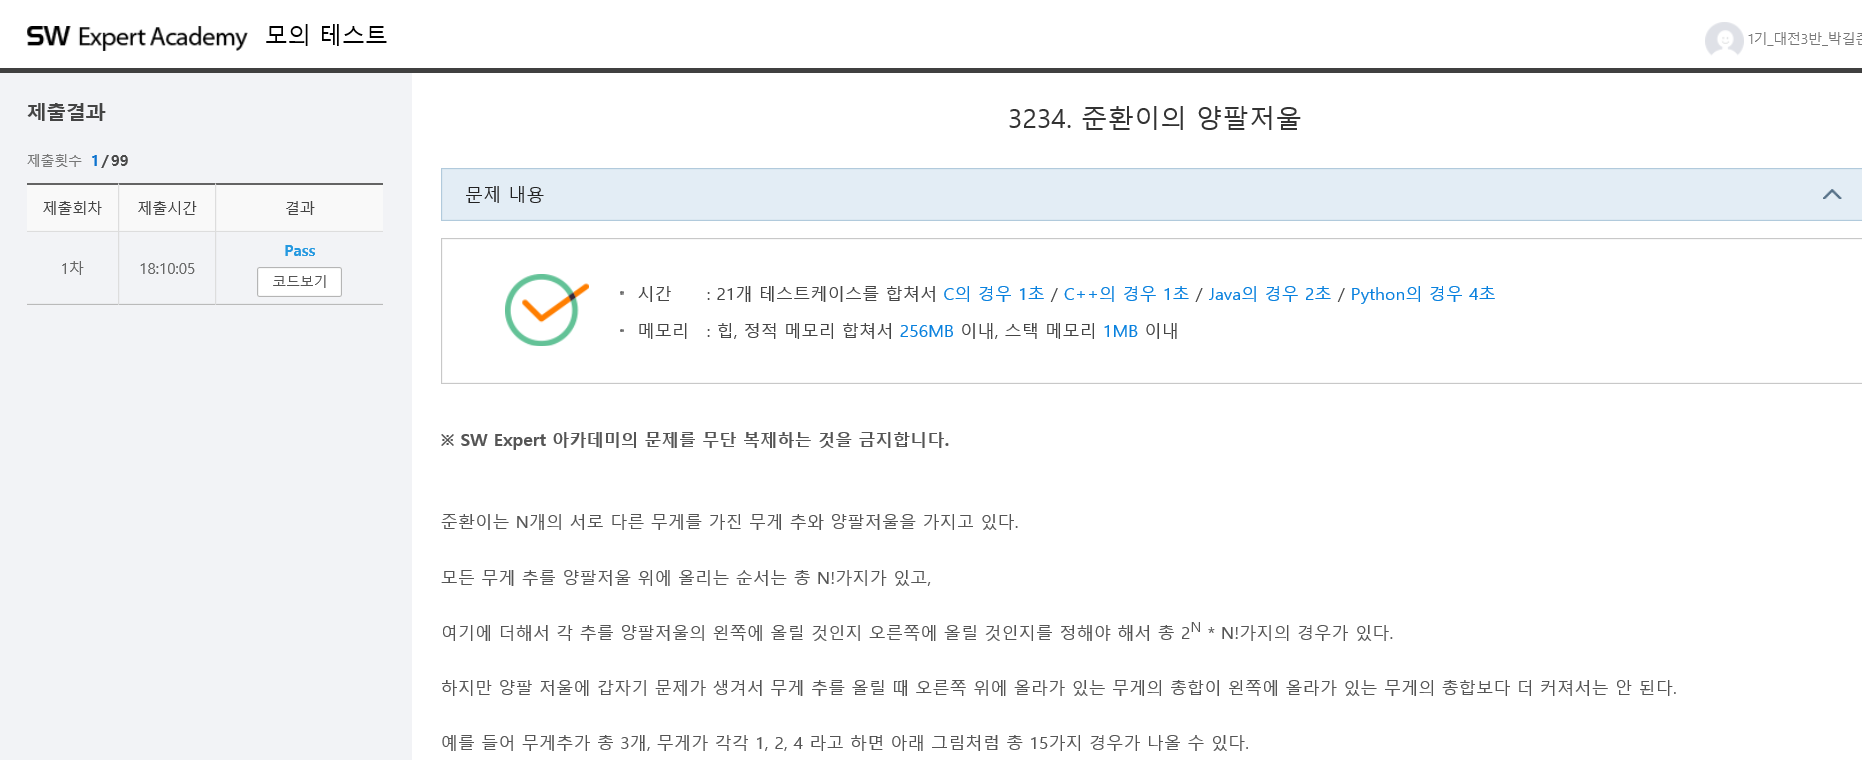 SW Expert Academy 모의 테스트
1기_대전3반_박길
제출결과
제출횟수 1/99
제출회차 제출시간 결과
1차 18:10:05 Pass
코드보기
3234. 준환이의 양팔저울
문제 내용
· 시간 : 21개 테스트케이스를 합쳐서 C의 경우 1초 / C++의 경우 1초 / Java의 경우 2초 / Python의 경우 4초
· 메모리 : 힙, 정적 메모리 합쳐서 256MB 이내, 스택 메모리 1MB 이내
※ SW Expert 아카데미의 문제를 무단 복제하는 것을 금지합니다.
준환이는 N개의 서로 다른 무게를 가진 무게 추와 양팔저울을 가지고 있다.
모든 무게 추를 양팔저울 위에 올리는 순서는 총 N!가지가 있고,
여기에 더해서 각 추를 양팔저울의 왼쪽에 올릴 것인지 오른쪽에 올릴 것인지를 정해야 해서 총 2^N * N!가지의 경우가 있다.
하지만 양팔 저울에 갑자기 문제가 생겨서 무게 추를 올릴 때 오른쪽 위에 올라가 있는 무게의 총합이 왼쪽에 올라가 있는 무게의 총합보다 더 커져서는 안 된다.
예를 들어 무게추가 총 3개, 무게가 각각 1, 2, 4 라고 하면 아래 그림처럼 총 15가지 경우가 나올 수 있다.